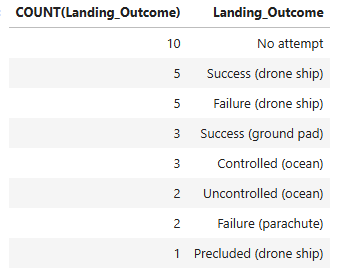 COUNT(Landing_Outcome) Landing_Outcome
10 No attempt
5 Success (drone ship)
5 Failure (drone ship)
3 Success (ground pad)
3 Controlled (ocean)
2 Uncontrolled (ocean)
2 Failure (parachute)
1 Precluded (drone ship)